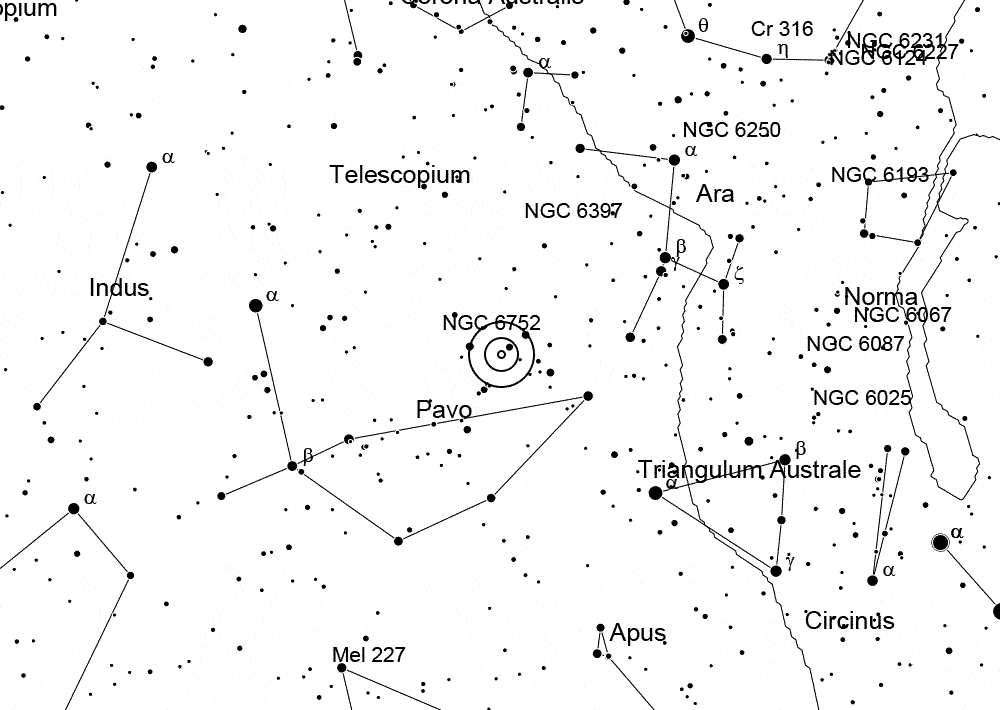 opium
Corona Australis
θ
Cr 316
η
NGC 6231
NGC 6227
NGC 6124
α
NGC 6250
α
α
Telescopium
NGC 6193
Ara
NGC 6397
β
γ
ζ
Indus
α
Norma
NGC 6067
NGC 6752
NGC 6087
NGC 6025
Pavo
β
β
Triangulum Australe
α
α
α
γ
α
Circinus
Apus
Mel 227